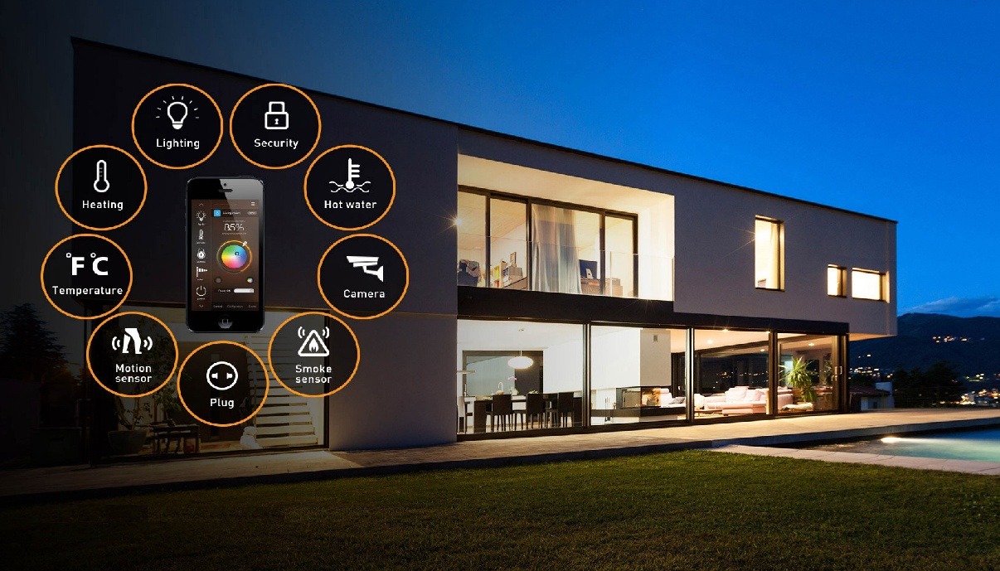 Lighting
Security
Heating
Hot water
85%
°F °C
Temperature
Camera
Motion
sensor
Smoke
sensor
Plug